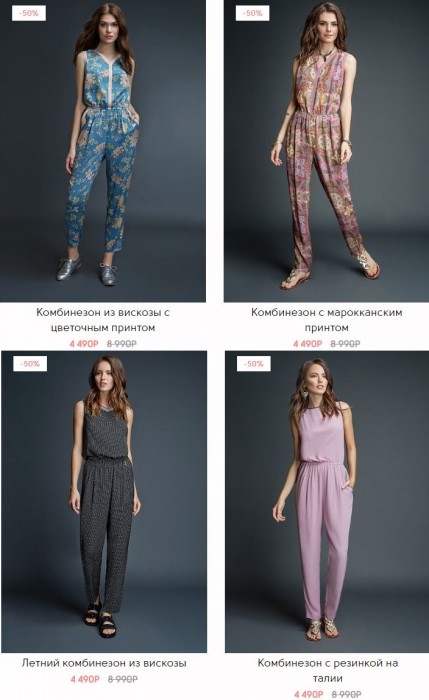 -50%
-50%
Комбинезон из вискозы с
цветочным принтом
4 490Р 8 990Р
Комбинезон с марокканским
принтом
4 490Р 8 990Р
-50%
-50%
Летний комбинезон из вискозы
4 490Р 8 990Р
Комбинезон с резинкой на
талии
4 490Р 8 990Р